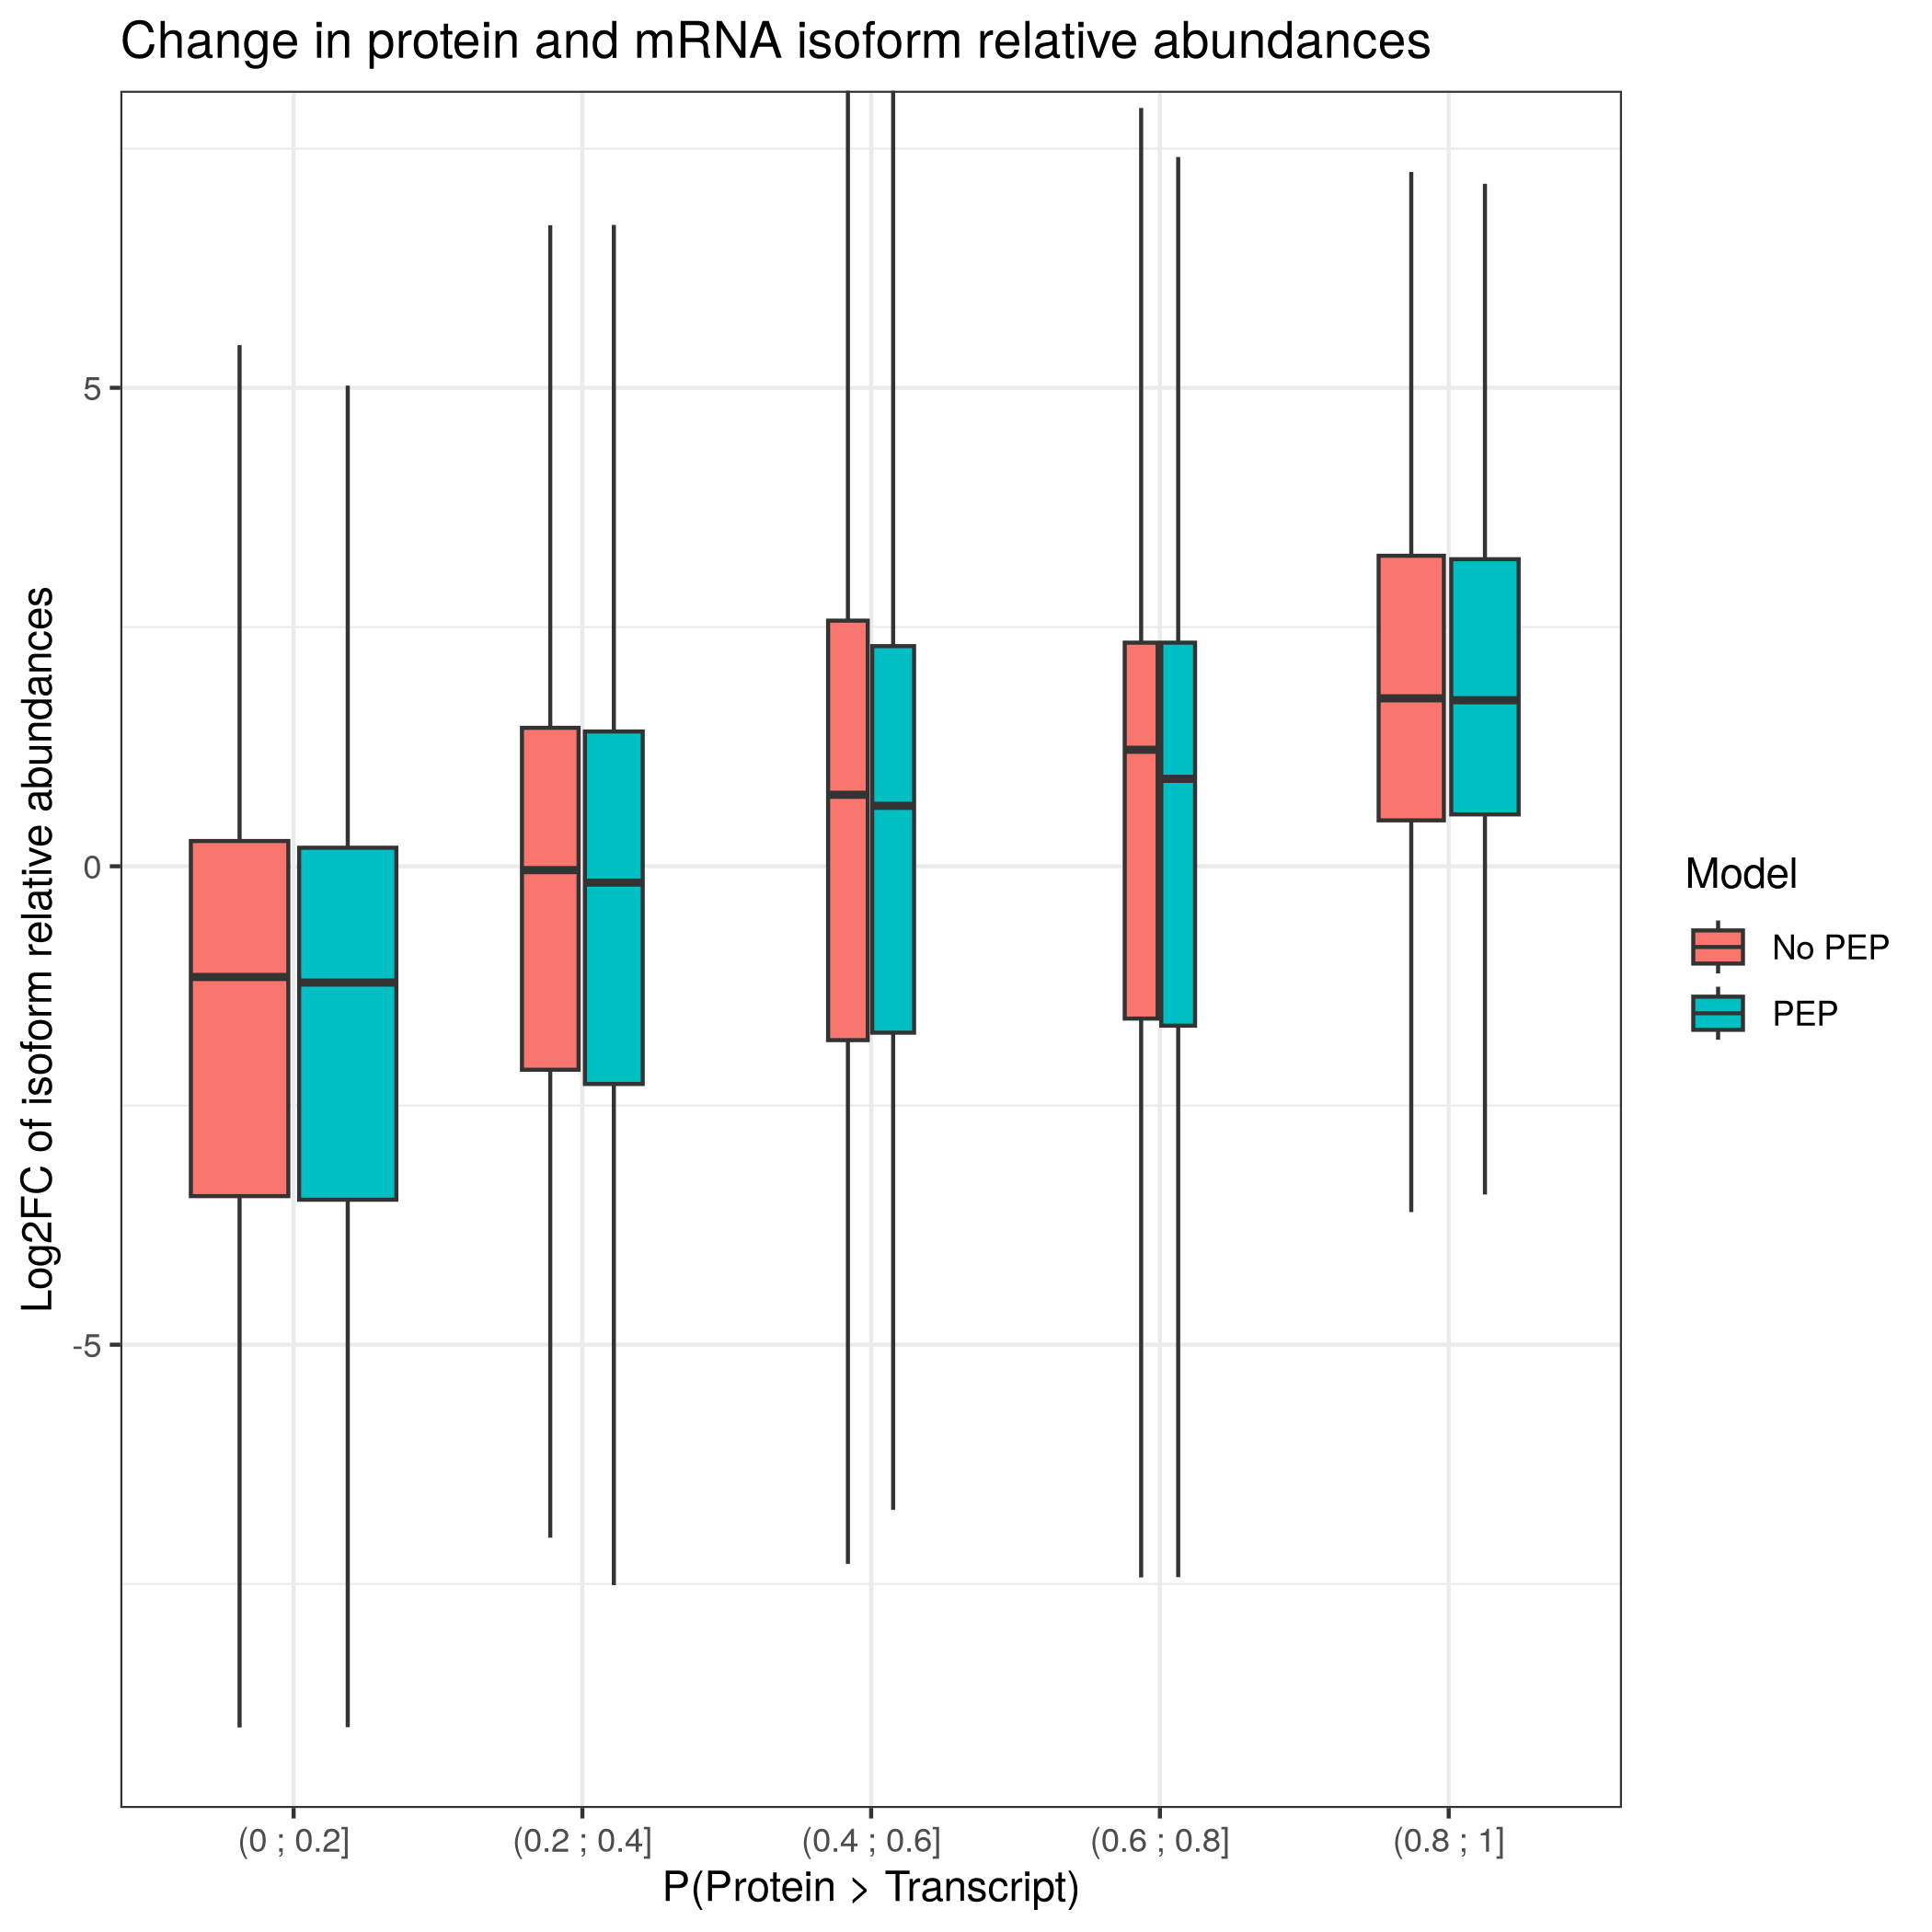 Change in protein and mRNA isoform relative abundances
Log2FC of isoform relative abundances
5
0
-5
(0 ; 0.2]
(0.2 ; 0.4]
(0.4 ; 0.6]
(0.6 ; 0.8]
(0.8 ; 1]
P(Protein > Transcript)
Model
No PEP
PEP